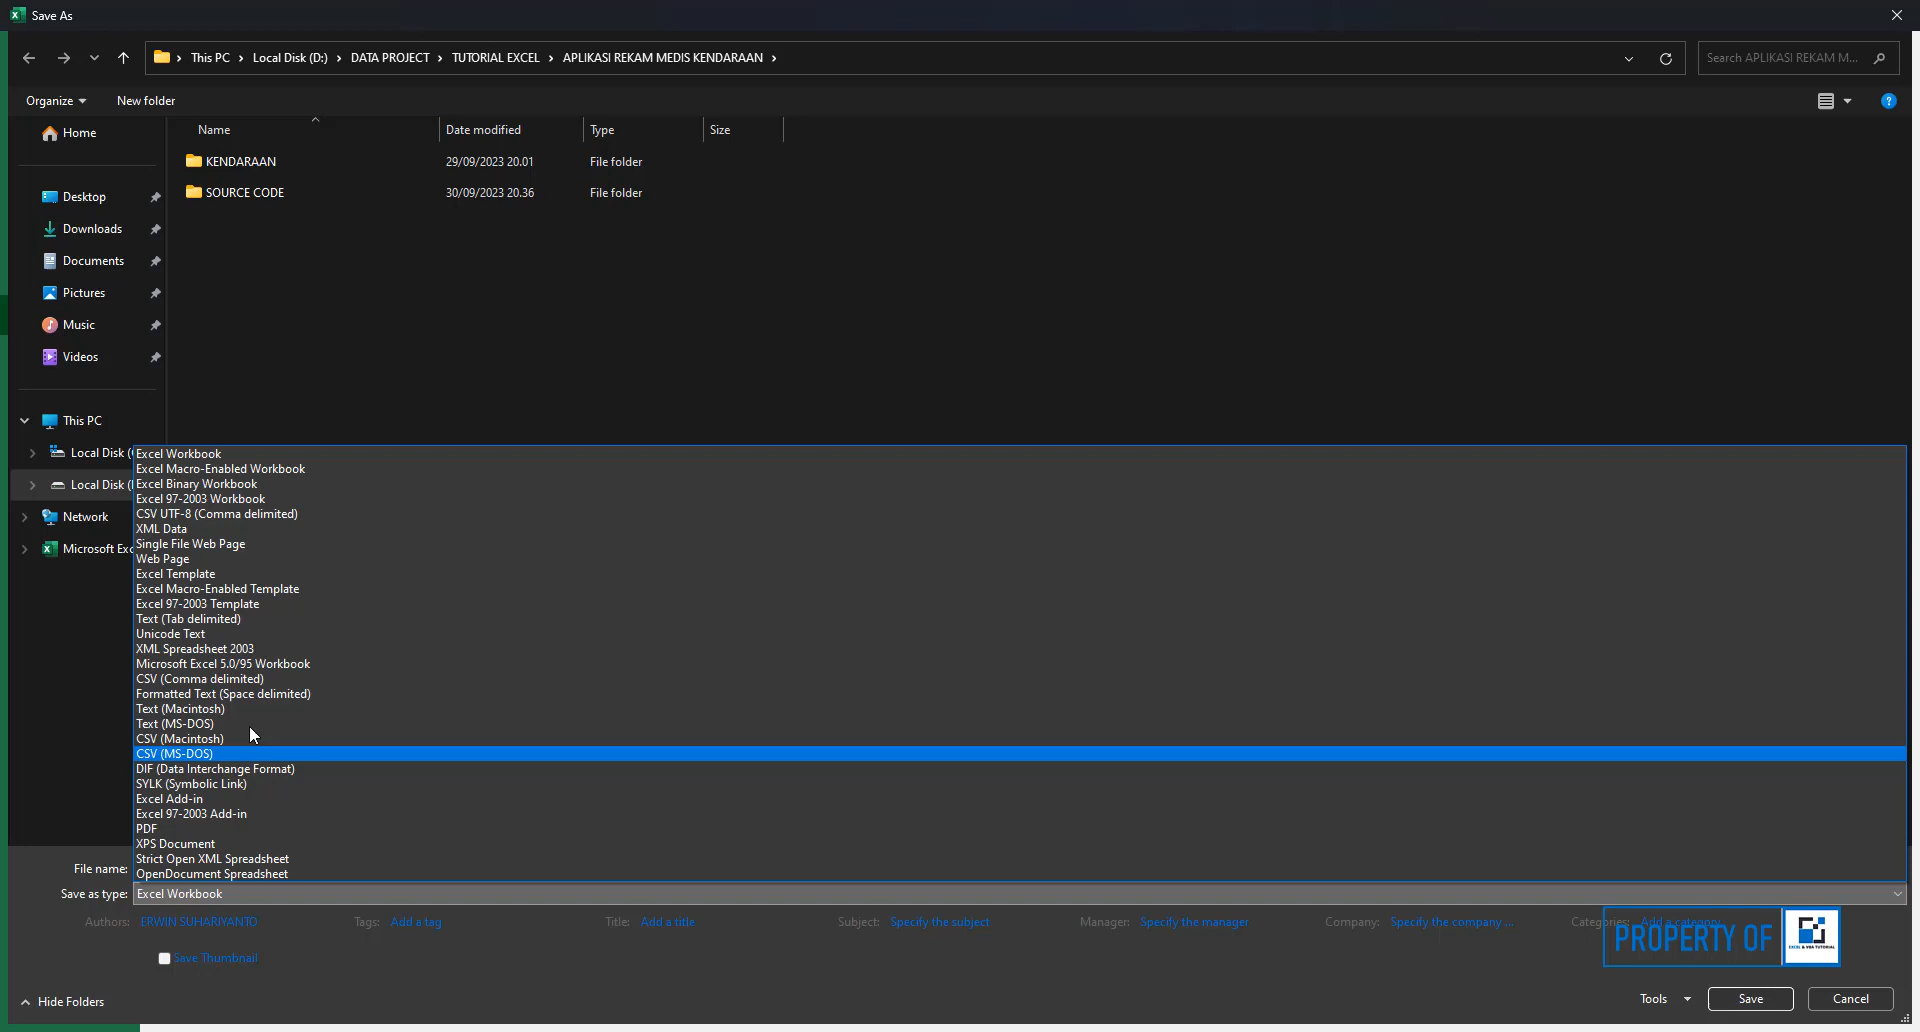 Save As
This PC › Local Disk (D:) › DATA PROJECT › TUTORIAL EXCEL › APLIKASI REKAM MEDIS KENDARAAN ›
Search APLIKASI REKAM M...
Organize
New folder
Home
Name
Date modified
Type
Size
KENDARAAN
29/09/2023 20.01
File folder
SOURCE CODE
30/09/2023 20.36
File folder
Desktop
Downloads
Documents
Pictures
Music
Videos
This PC
Local Disk (
Local Disk (
Network
Microsoft Exc
Excel Workbook
Excel Macro-Enabled Workbook
Excel Binary Workbook
Excel 97-2003 Workbook
CSV UTF-8 (Comma delimited)
XML Data
Single File Web Page
Web Page
Excel Template
Excel Macro-Enabled Template
Excel 97-2003 Template
Text (Tab delimited)
Unicode Text
XML Spreadsheet 2003
Microsoft Excel 5.0/95 Workbook
CSV (Comma delimited)
Formatted Text (Space delimited)
Text (Macintosh)
Text (MS-DOS)
CSV (Macintosh)
CSV (MS-DOS)
DIF (Data Interchange Format)
SYLK (Symbolic Link)
Excel Add-in
Excel 97-2003 Add-in
PDF
XPS Document
Strict Open XML Spreadsheet
OpenDocument Spreadsheet
File name:
Save as type: Excel Workbook
Authors: ERWIN SUHARIYANTO
Tags: Add a tag
Title: Add a title
Subject: Specify the subject
Manager: Specify the manager
Company: Specify the company ...
Categories: Add a category
PROPERTY OF
EXCEL & VBA TUTORIAL
Save Thumbnail
Hide Folders
Tools
Save
Cancel